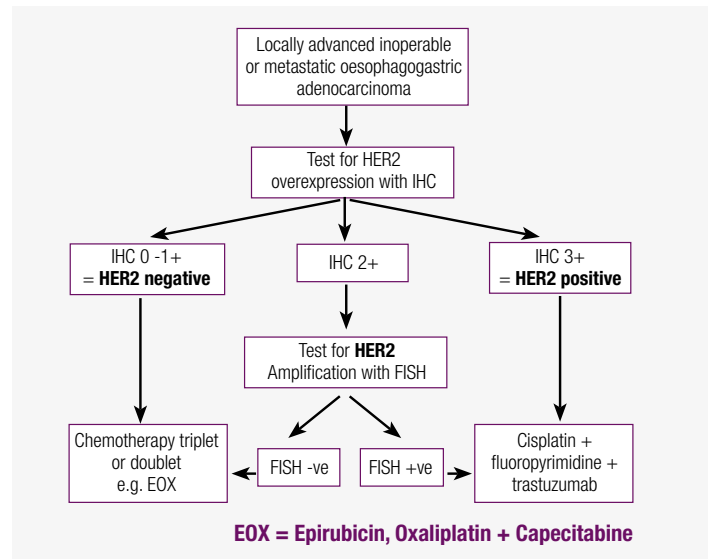 Locally advanced inoperable
or metastatic oesophagogastric
adenocarcinoma
Test for HER2
overexpression with IHC
IHC 0 -1+
= HER2 negative
IHC 2+
IHC 3+
= HER2 positive
Test for HER2
Amplification with FISH
Chemotherapy triplet
or doublet
e.g. EOX
FISH -ve
FISH +ve
Cisplatin +
fluoropyrimidine +
trastuzumab
EOX = Epirubicin, Oxaliplatin + Capecitabine